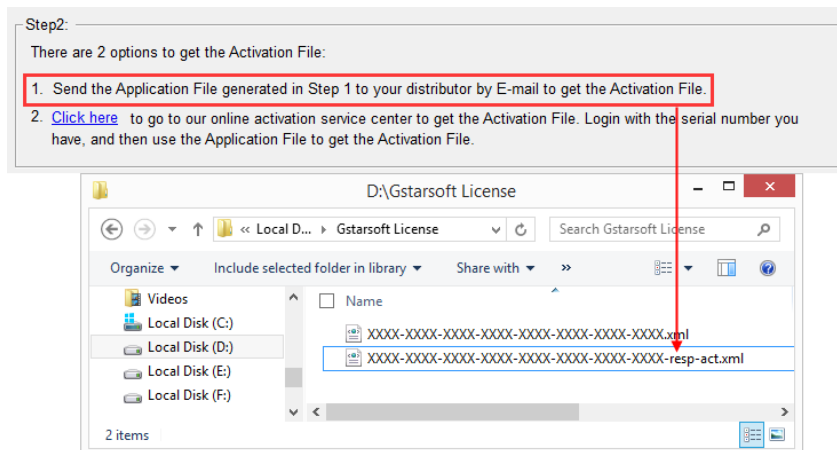 Step2:
There are 2 options to get the Activation File:
1. Send the Application File generated in Step 1 to your distributor by E-mail to get the Activation File.
2. Click here to go to our online activation service center to get the Activation File. Login with the serial number you
have, and then use the Application File to get the Activation File.
D:\Gstarsoft License
« Local D... Gstarsoft License Search Gstarsoft License
Organize Include selected folder in library Share with »
Videos
Name
Local Disk (C:)
XXXX-XXXX-XXXX-XXXX-XXXX-XXXX-XXXX-XXXX.xml
Local Disk (D:)
XXXX-XXXX-XXXX-XXXX-XXXX-XXXX-XXXX-XXXX-resp-act.xml
Local Disk (E:)
Local Disk (F:)
2 items